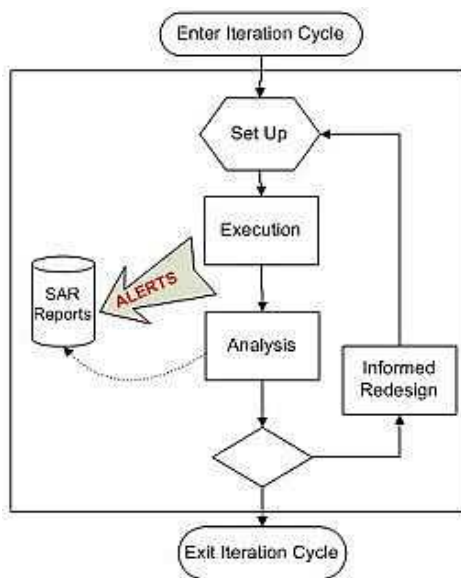 Enter Iteration Cycle
Set Up
Execution
ALERTS
SAR
Reports
Analysis
Informed
Redesign
Exit Iteration Cycle